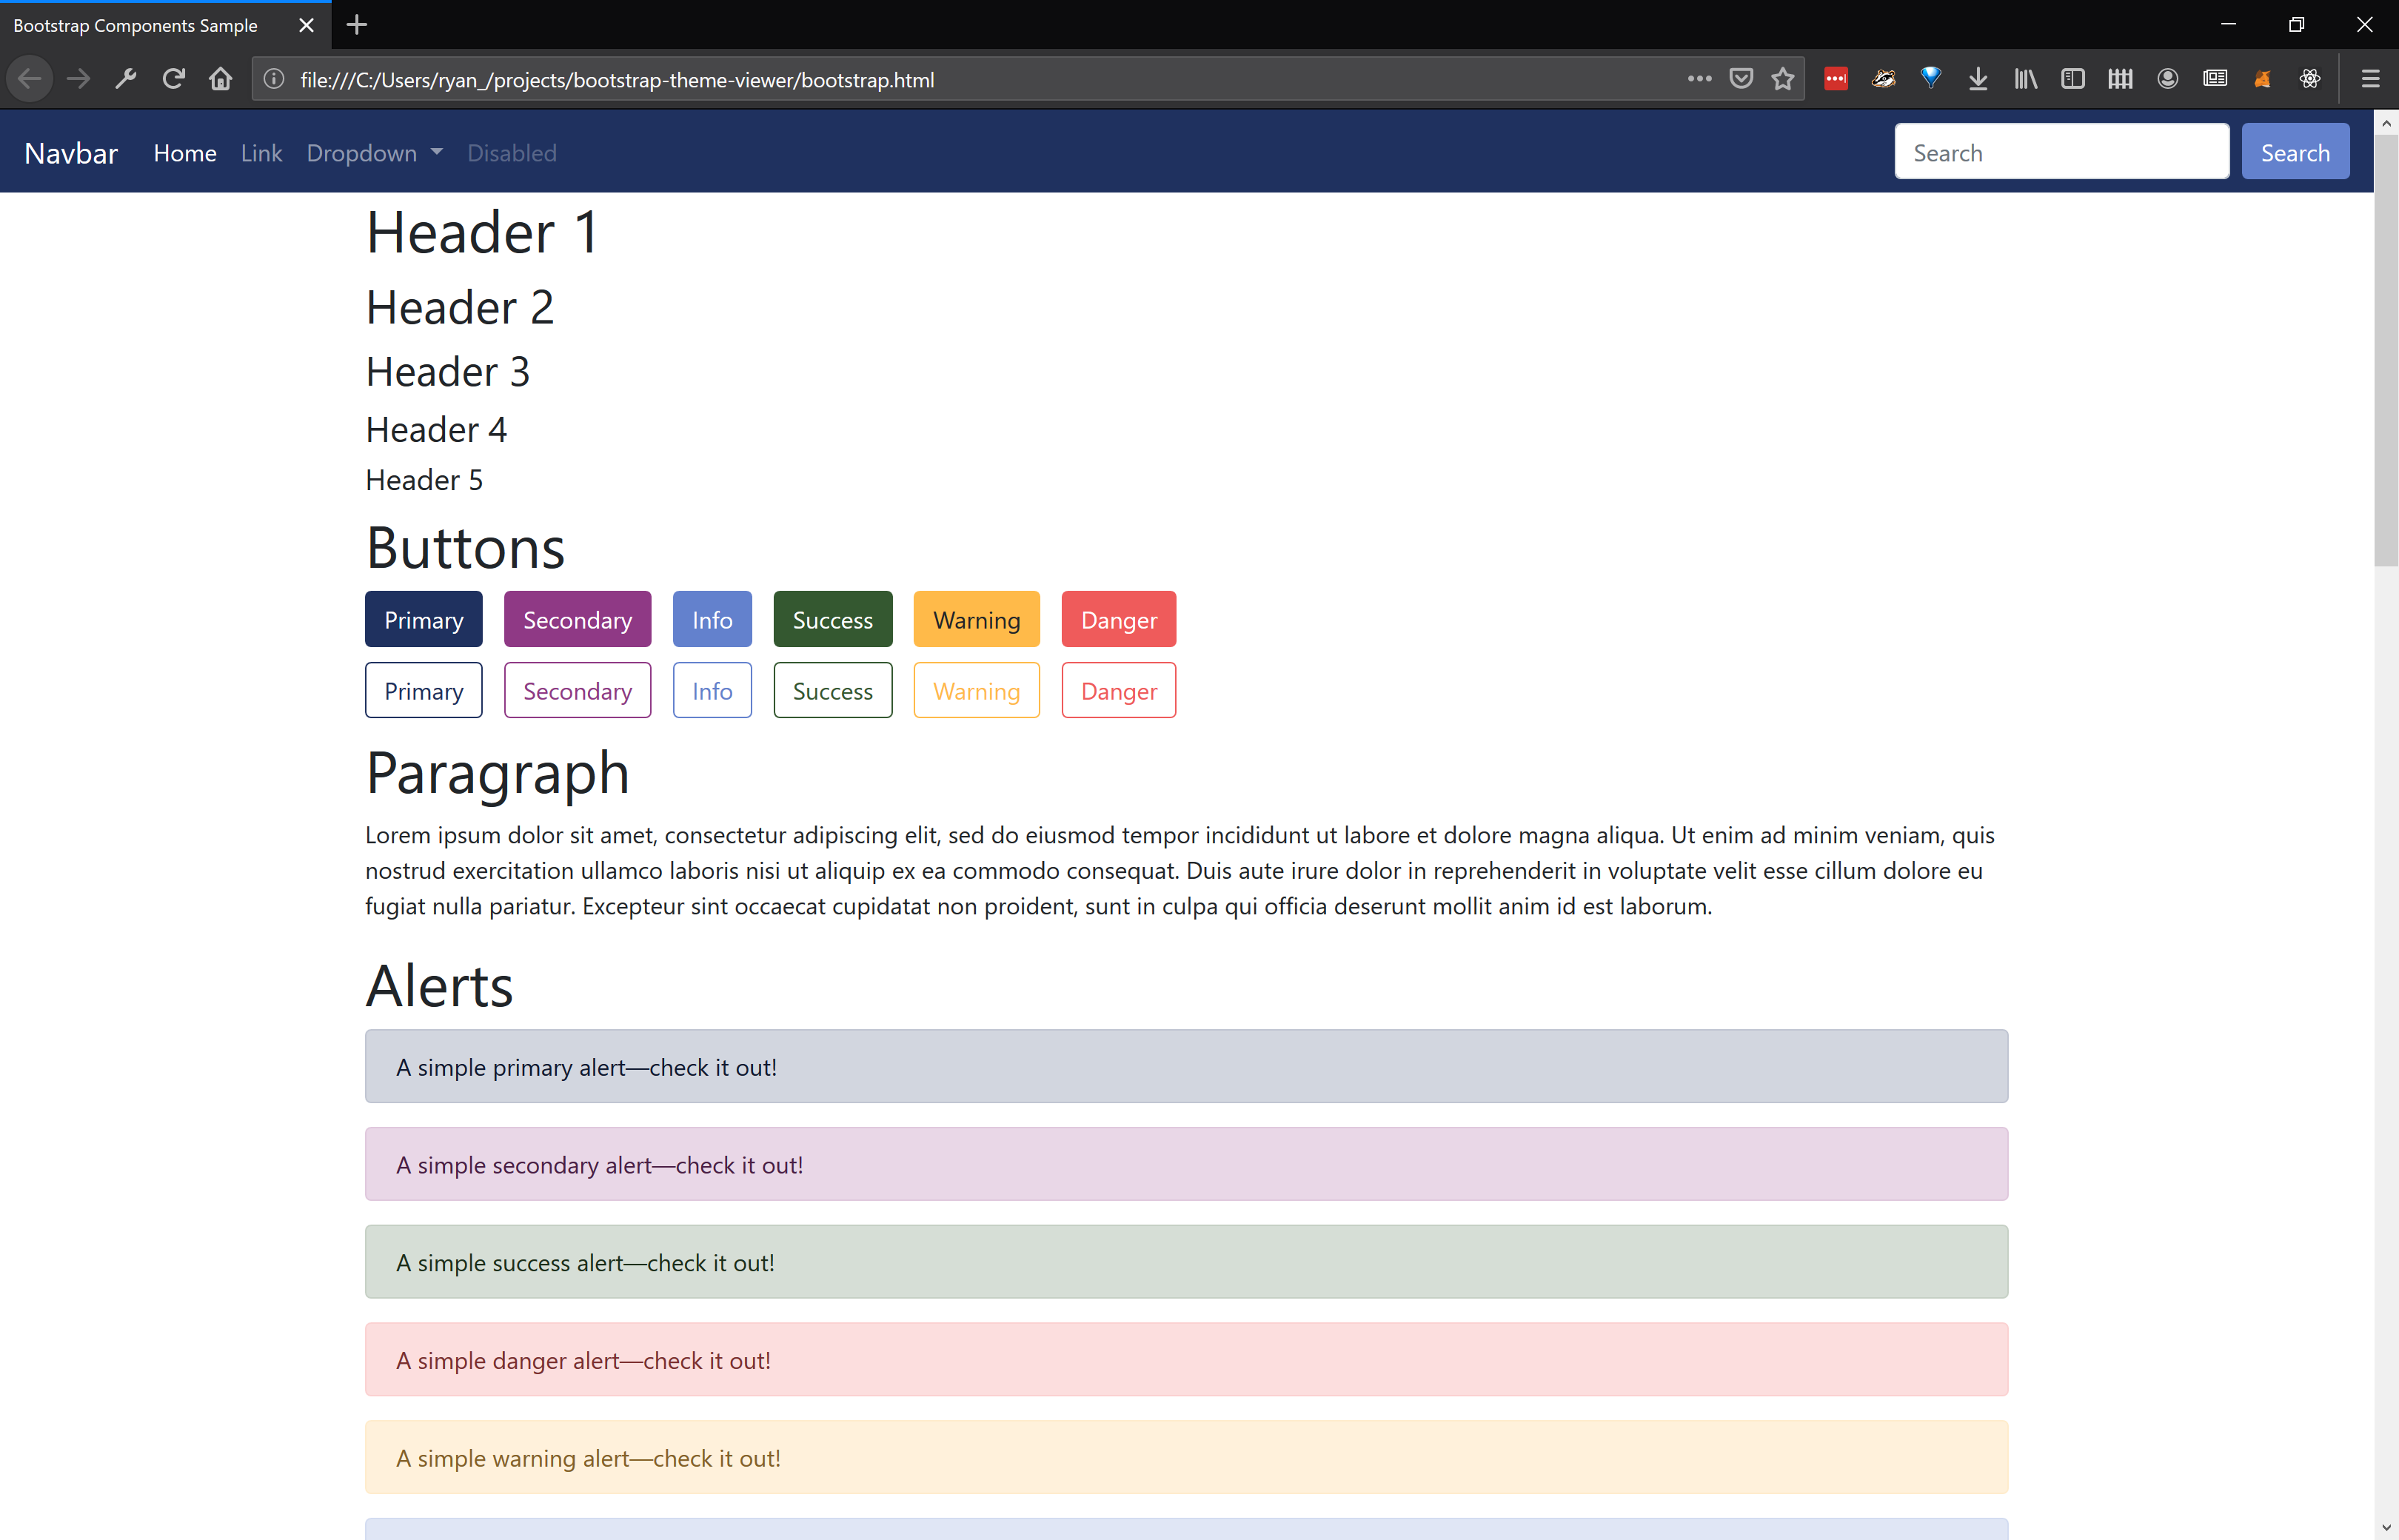 Bootstrap Components Sample
file:///C:/Users/ryan_/projects/bootstrap-theme-viewer/bootstrap.html
Navbar Home Link Dropdown Disabled Search Search
Header 1
Header 2
Header 3
Header 4
Header 5
Buttons
Primary Secondary Info Success Warning Danger
Primary Secondary Info Success Warning Danger
Paragraph
Lorem ipsum dolor sit amet, consectetur adipiscing elit, sed do eiusmod tempor incididunt ut labore et dolore magna aliqua. Ut enim ad minim veniam, quis
nostrud exercitation ullamco laboris nisi ut aliquip ex ea commodo consequat. Duis aute irure dolor in reprehenderit in voluptate velit esse cillum dolore eu
fugiat nulla pariatur. Excepteur sint occaecat cupidatat non proident, sunt in culpa qui officia deserunt mollit anim id est laborum.
Alerts
A simple primary alert—check it out!
A simple secondary alert—check it out!
A simple success alert—check it out!
A simple danger alert—check it out!
A simple warning alert—check it out!